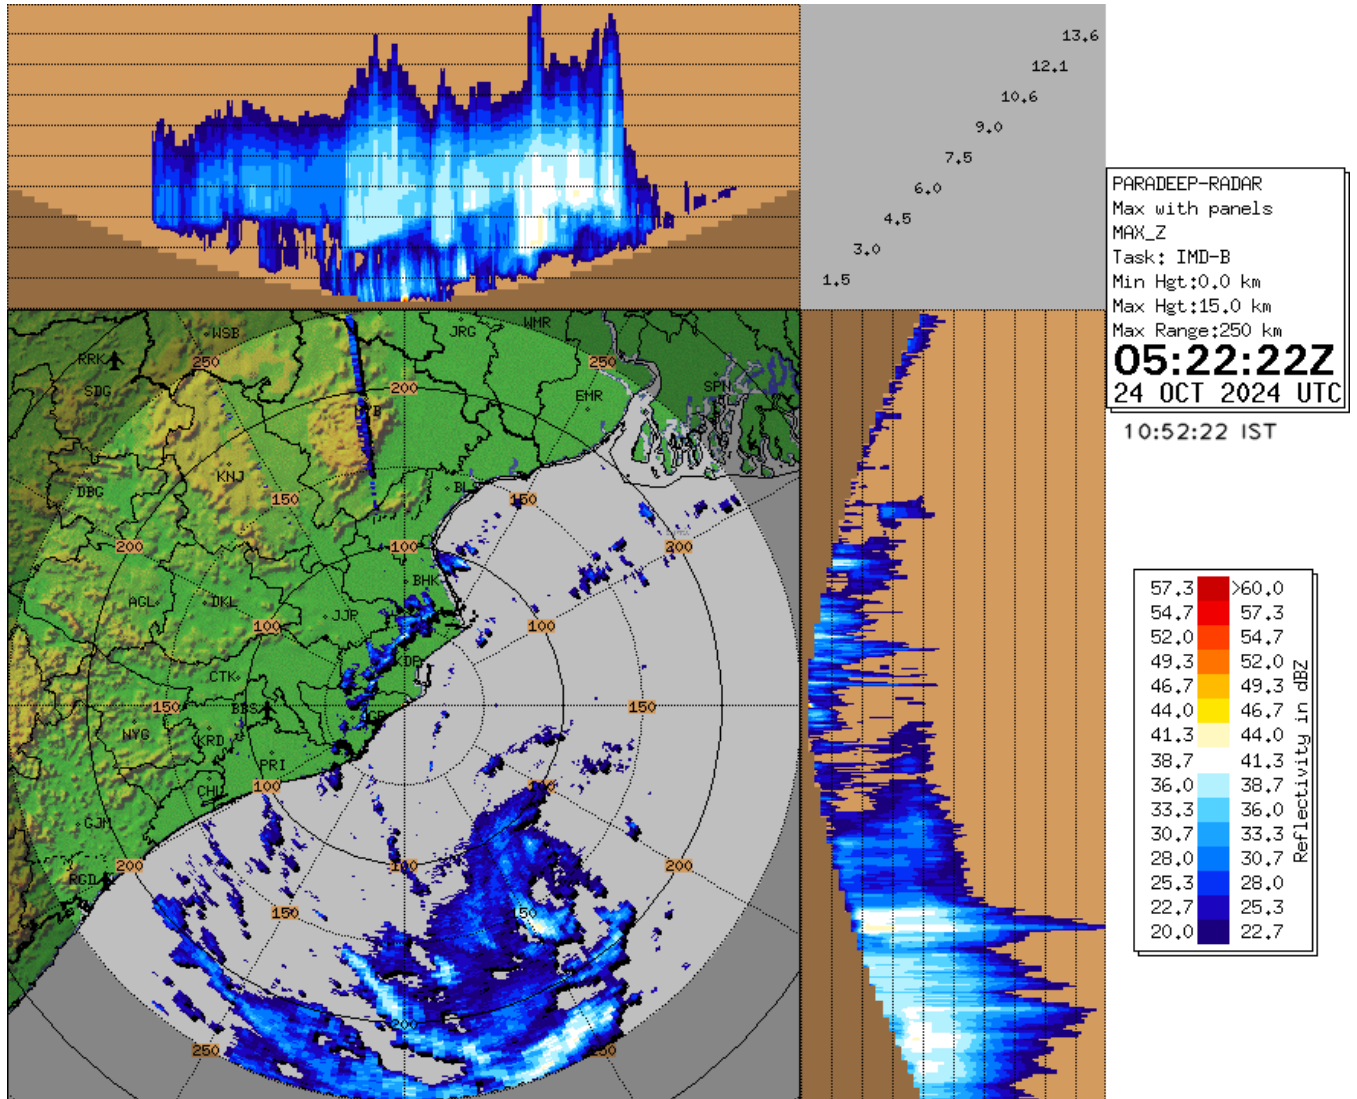 13.6
12.1
10.6
9.0
7.5
6.0
4.5
3.0
1.5
PARADEEP-RADAR
Max with panels
MAX_Z
Task: IMD-B
Min Hgt:0.0 km
Max Hgt:15.0 km
Max Range:250 km
05:22:22Z
24 OCT 2024 UTC
10:52:22 IST
WSB
JRG
WMR
RRK
250
250
SDG
200
SPN
EMR
KNJ
DBG
BLS
150
150
200
100
200
BHK
AGL
DKL
JJP
100
100
KDP
CTK
150
BBS
150
NYG
KRD
PRI
100
100
CHL
GJM
200
100
200
RGD
150
150
200
250
250
57.3 >60.0
54.7 57.3
52.0 54.7
49.3 52.0
46.7 49.3
44.0 46.7
41.3 44.0
38.7 41.3
36.0 38.7
33.3 36.0
30.7 33.3
28.0 30.7
25.3 28.0
22.7 25.3
20.0 22.7
Reflectivity in dBZ